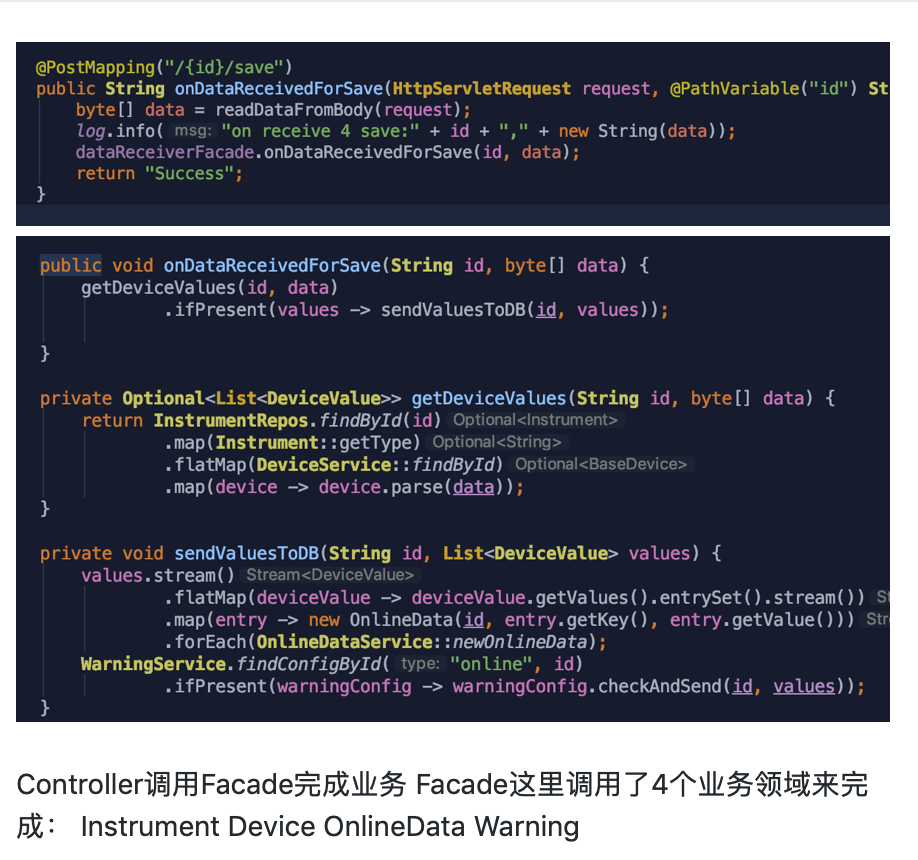 @PostMapping("/{id}/save")
public String onDataReceivedForSave(HttpServletRequest request, @PathVariable("id") St
byte[] data = readDataFromBody(request);
log.info( msg: "on receive 4 save:" + id + "," + new String(data));
dataReceiverFacade.onDataReceivedForSave(id, data);
return "Success";
}
public void onDataReceivedForSave(String id, byte[] data) {
getDeviceValues(id, data)
.ifPresent(values -> sendValuesToDB(id, values));
}
private Optional<List<DeviceValue>> getDeviceValues(String id, byte[] data) {
return InstrumentRepos.findById(id) Optional<Instrument>
.map(Instrument::getType) Optional<String>
.flatMap(DeviceService::findById) Optional<BaseDevice>
.map(device -> device.parse(data));
}
private void sendValuesToDB(String id, List<DeviceValue> values) {
values.stream() Stream<DeviceValue>
.flatMap(deviceValue -> deviceValue.getValues().entrySet().stream()) St
.map(entry -> new OnlineData(id, entry.getKey(), entry.getValue())) Str
.forEach(OnlineDataService::newOnlineData);
WarningService.findConfigById( type: "online", id)
.ifPresent(warningConfig -> warningConfig.checkAndSend(id, values));
}
Controller调用Facade完成业务 Facade这里调用了4个业务领域来完
成： Instrument Device OnlineData Warning